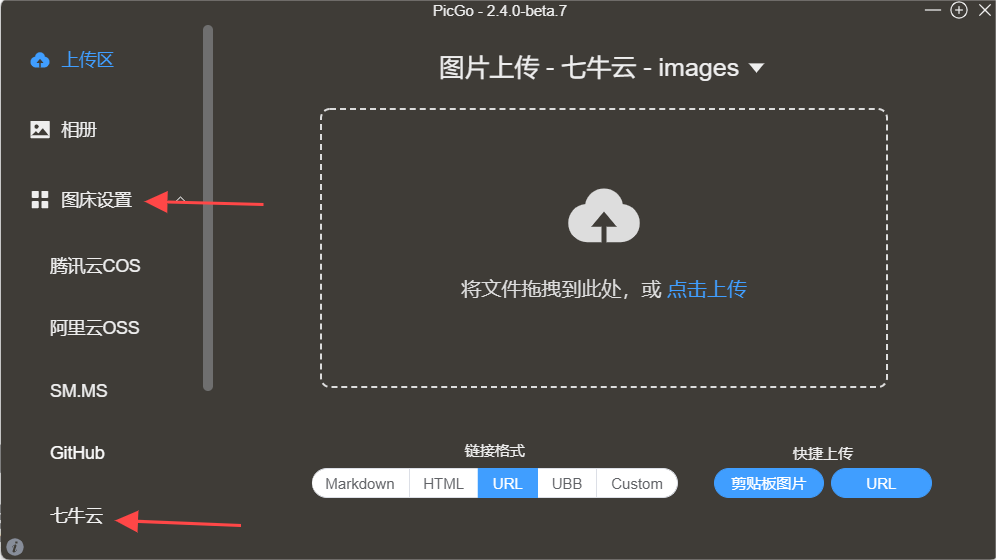 PicGo - 2.4.0-beta.7
上传区
相册
图床设置
腾讯云COS
阿里云OSS
SM.MS
GitHub
七牛云
图片上传 - 七牛云 - images
将文件拖拽到此处，或 点击上传
链接格式
Markdown HTML URL UBB Custom
快捷上传
剪贴板图片 URL